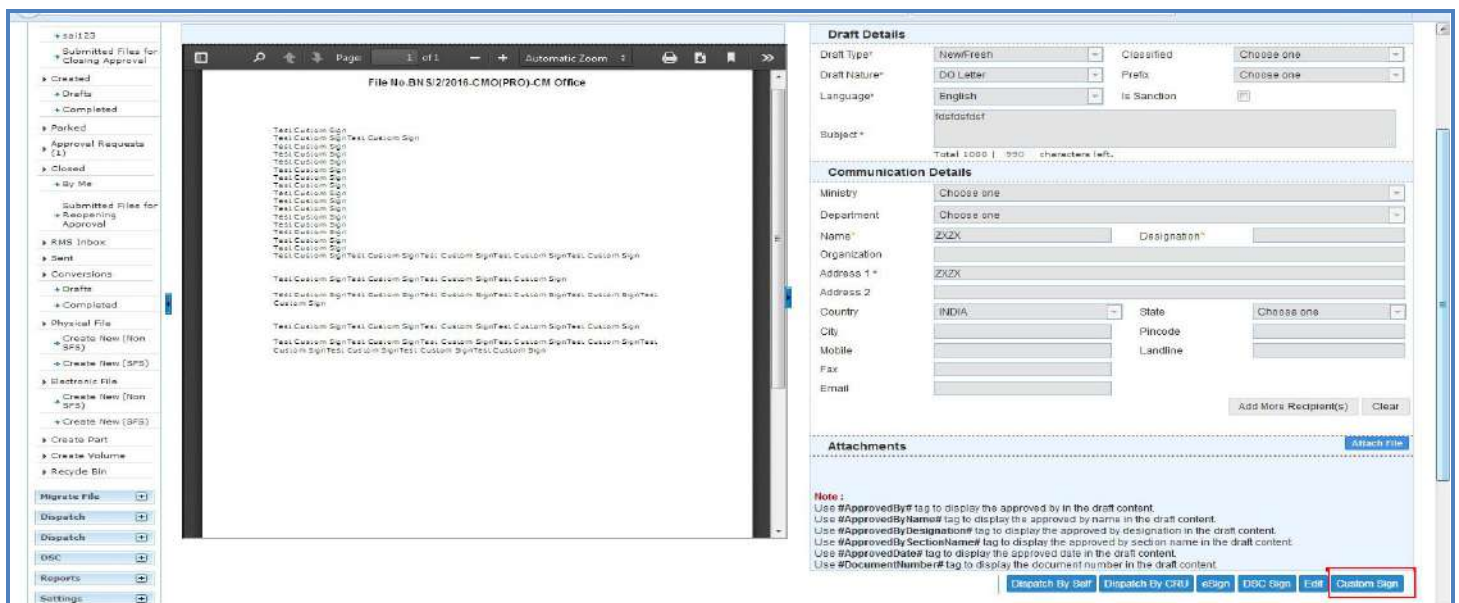 sai123
Submitted Files for
Closing Approval
Created
Drafts
Completed
Parked
Approval Requests
(1)
Closed
By Me
Submitted Files for
Reopening
Approval
RMS Inbox
Sent
Conversions
Drafts
Completed
Physical File
Create New (Non
SFS)
Create New (SFS)
Electronic File
Create New (Non
SFS)
Create New (SFS)
Create Part
Create Volume
Recycle Bin
Migrate File
Dispatch
Dispatch
DSC
Reports
Settings
Page: 1 of 1 Automatic Zoom
File No.BNS/2/2016-CMO(PRO)-CM Office
Test Custom Sign
Test Custom SignTest Custom Sign
Test Custom Sign
Test Custom Sign
Test Custom Sign
Test Custom Sign
Test Custom Sign
Test Custom Sign
Test Custom Sign
Test Custom Sign
Test Custom Sign
Test Custom Sign
Test Custom Sign
Test Custom Sign
Test Custom Sign
Test Custom Sign
Test Custom SignTest Custom SignTest Custom SignTest Custom SignTest Custom Sign
Test Custom SignTest Custom SignTest Custom SignTest Custom Sign
Test Custom SignTest Custom SignTest Custom SignTest Custom SignTest Custom SignTest
Custom Sign
Test Custom SignTest Custom SignTest Custom SignTest Custom SignTest Custom Sign
Test Custom SignTest Custom SignTest Custom SignTest Custom SignTest Custom SignTest
Custom SignTest Custom SignTest Custom SignTest Custom Sign
Draft Details
Draft Type* New/Fresh Classified Choose one
Draft Nature* DO Letter Prefix Choose one
Language* English Is Sanction
Subject * fdsfdsfdsf
Total 1000 | 990 characters left.
Communication Details
Ministry Choose one
Department Choose one
Name* ZXZX Designation*
Organization
Address 1 * ZXZX
Address 2
Country INDIA State Choose one
City Pincode
Mobile Landline
Fax
Email
Add More Recipient(s) Clear
Attachments Attach File
Note :
Use #ApprovedBy# tag to display the approved by in the draft content.
Use #ApprovedByName# tag to display the approved by name in the draft content.
Use #ApprovedByDesignation# tag to display the approved by designation in the draft content.
Use #ApprovedBySectionName# tag to display the approved by section name in the draft content.
Use #ApprovedDate# tag to display the approved date in the draft content.
Use #DocumentNumber# tag to display the document number in the draft content.
Dispatch By Self Dispatch By CRU eSign DSC Sign Edit Custom Sign